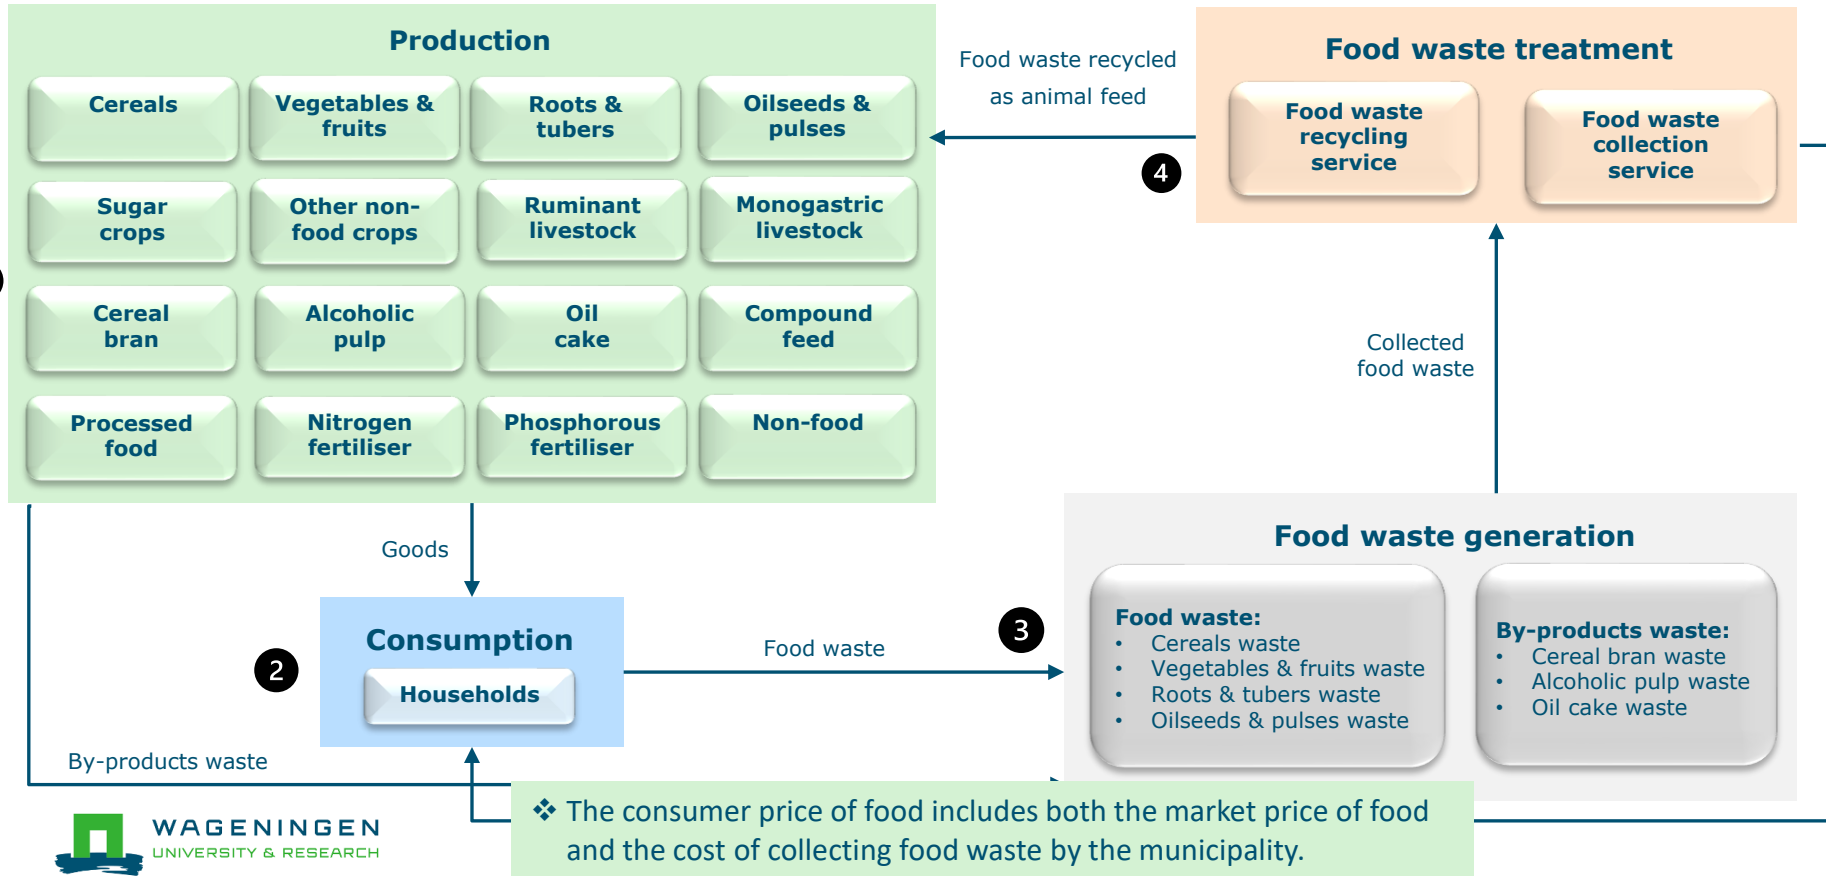 Production
Cereals
Vegetables &
fruits
Roots &
tubers
Oilseeds &
pulses
Sugar
crops
Other non-
food crops
Ruminant
livestock
Monogastric
livestock
Cereal
bran
Alcoholic
pulp
Oil
cake
Compound
feed
Processed
food
Nitrogen
fertiliser
Phosphorous
fertiliser
Non-food
Food waste recycled
as animal feed
4
Food waste treatment
Food waste
recycling
service
Food waste
collection
service
Collected
food waste
Goods
2
Consumption
Households
Food waste
3
Food waste generation
Food waste:
• Cereals waste
• Vegetables & fruits waste
• Roots & tubers waste
• Oilseeds & pulses waste
By-products waste:
• Cereal bran waste
• Alcoholic pulp waste
• Oil cake waste
By-products waste
❖ The consumer price of food includes both the market price of food
and the cost of collecting food waste by the municipality.
WAGENINGEN
UNIVERSITY & RESEARCH